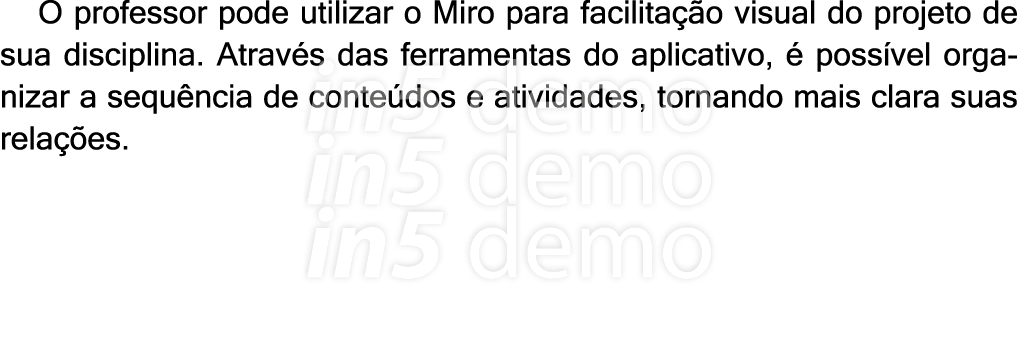 O professor pode utilizar o Miro para facilitação visual do projeto de
sua disciplina. Através das ferramentas do aplicativo, é possível orga-
nizar a sequência de conteúdos e atividades, tornando mais clara suas
relações.
in5 demo
in5 demo
in5 demo